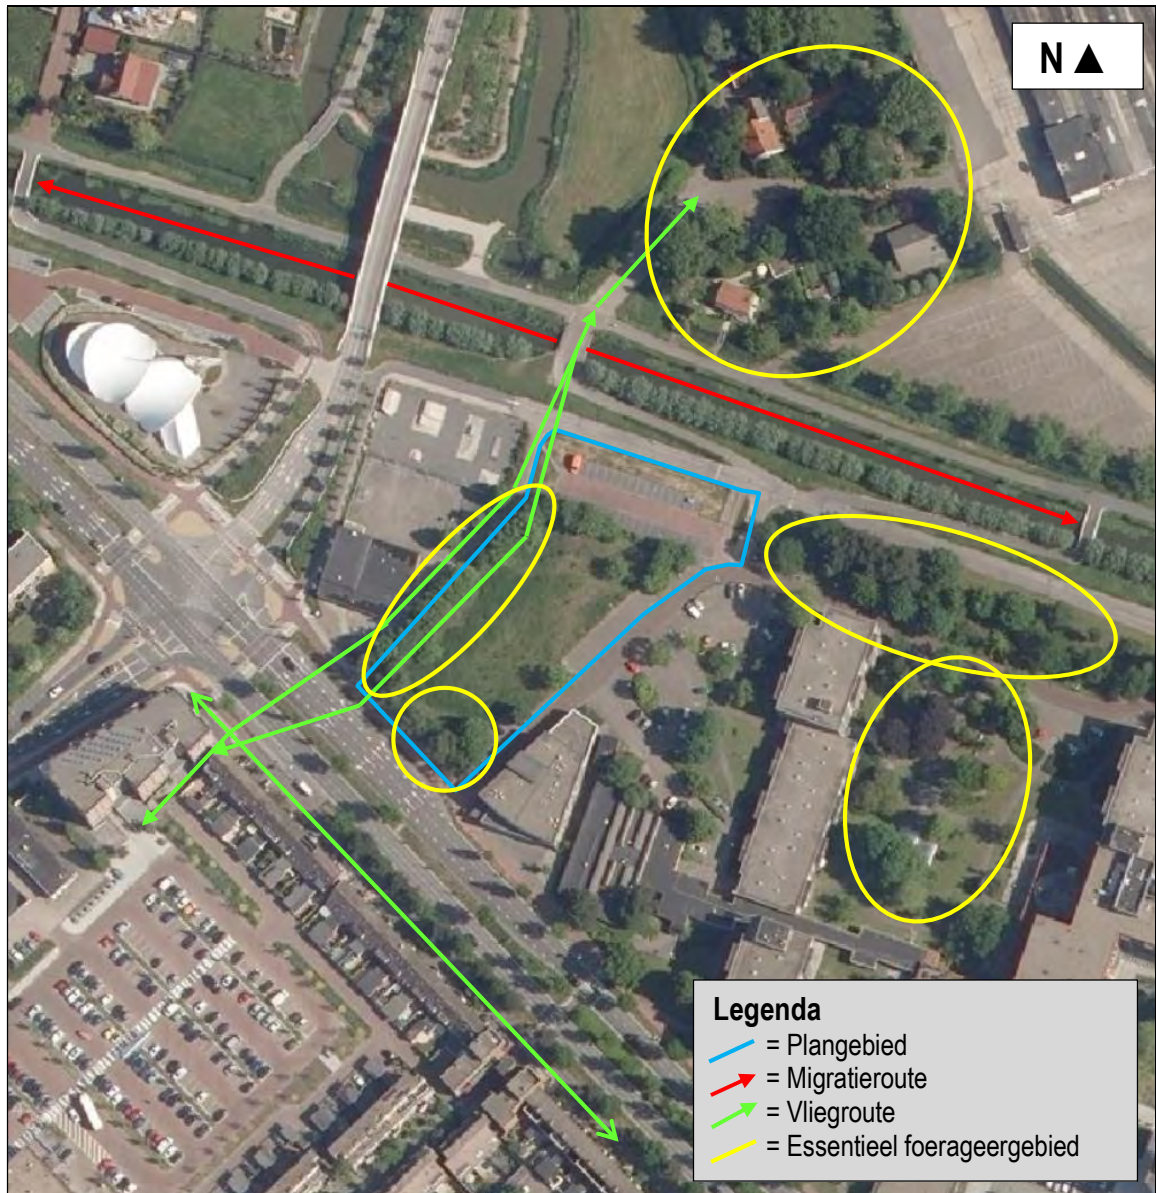 N ▲
Legenda
= Plangebied
= Migratieroute
= Vliegroute
= Essentieel foerageergebied